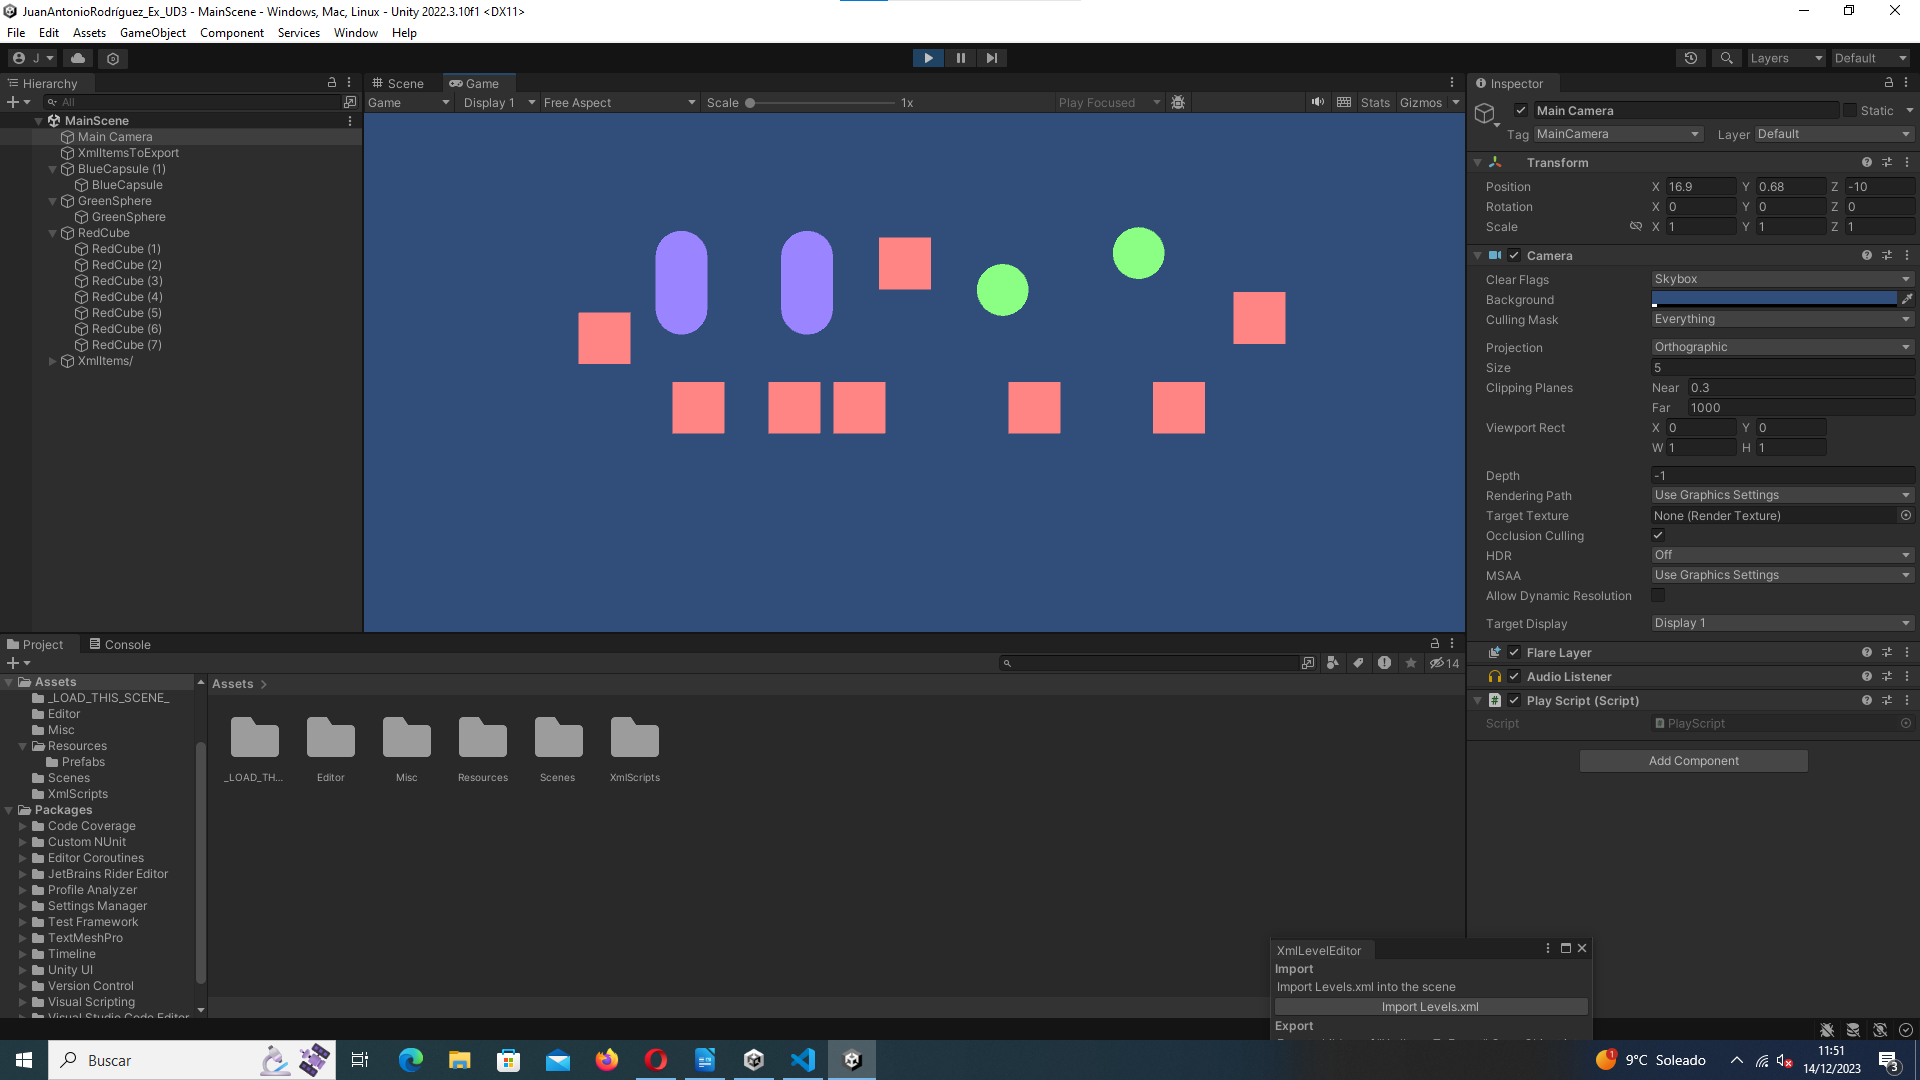 JuanAntonioRodríguez_Ex_UD3 - MainScene - Windows, Mac, Linux - Unity 2022.3.10f1 <DX11>
File Edit Assets GameObject Component Services Window Help
J Layers Default
Hierarchy
All
MainScene
Main Camera
XmlItemsToExport
BlueCapsule (1)
BlueCapsule
GreenSphere
GreenSphere
RedCube
RedCube (1)
RedCube (2)
RedCube (3)
RedCube (4)
RedCube (5)
RedCube (6)
RedCube (7)
XmlItems/
Scene Game
Game Display 1 Free Aspect Scale 1x Play Focused Stats Gizmos
Inspector
Main Camera Static
Tag MainCamera Layer Default
Transform
Position X 16.9 Y 0.68 Z -10
Rotation X 0 Y 0 Z 0
Scale X 1 Y 1 Z 1
Camera
Clear Flags Skybox
Background
Culling Mask Everything
Projection Orthographic
Size 5
Clipping Planes Near 0.3
Far 1000
Viewport Rect X 0 Y 0
W 1 H 1
Depth -1
Rendering Path Use Graphics Settings
Target Texture None (Render Texture)
Occlusion Culling
HDR Off
MSAA Use Graphics Settings
Allow Dynamic Resolution
Target Display Display 1
Flare Layer
Audio Listener
# Play Script (Script)
Script PlayScript
Add Component
Project Console
14
Assets
_LOAD_THIS_SCENE_
Editor
Misc
Resources
Prefabs
Scenes
XmlScripts
Packages
Code Coverage
Custom NUnit
Editor Coroutines
JetBrains Rider Editor
Profile Analyzer
Settings Manager
Test Framework
TextMeshPro
Timeline
Unity UI
Version Control
Visual Scripting
Visual Studio Code Editor
Assets >
_LOAD_TH... Editor Misc Resources Scenes XmlScripts
XmlLevelEditor
Import
Import Levels.xml into the scene
Import Levels.xml
Export
Buscar
1 9°C Soleado
11:51
14/12/2023
3